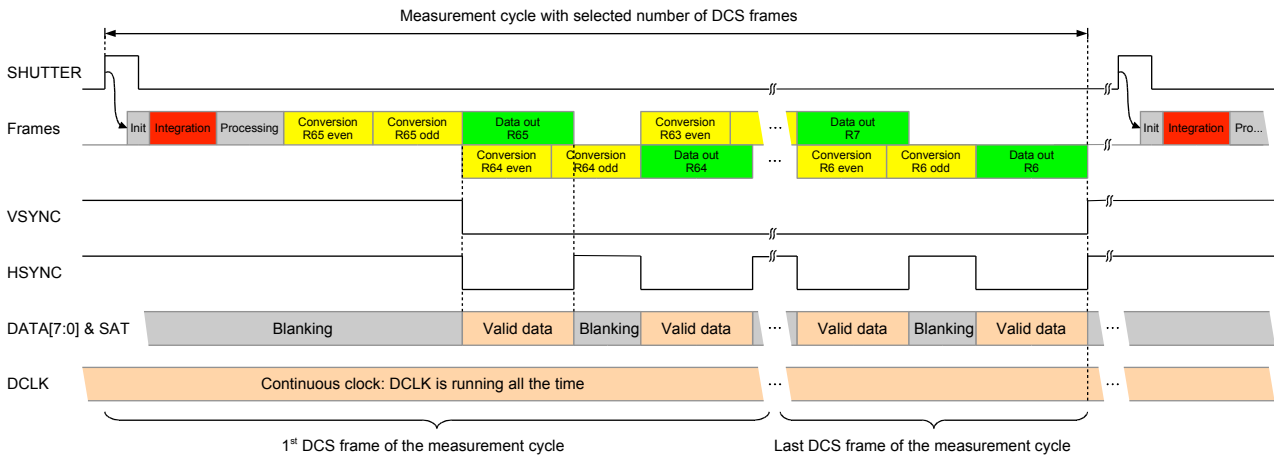 Measurement cycle with selected number of DCS frames
SHUTTER
Frames
Init
Integration
Processing
Conversion
R65 even
Conversion
R65 odd
Data out
R65
Conversion
R63 even
...
Data out
R7
Init
Integration
Pro...
Conversion
R64 even
Conversion
R64 odd
Data out
R64
...
Conversion
R6 even
Conversion
R6 odd
Data out
R6
VSYNC
HSYNC
DATA[7:0] & SAT
Blanking
Valid data
Blanking
Valid data
...
Valid data
Blanking
Valid data
...
DCLK
Continuous clock: DCLK is running all the time
...
...
1st DCS frame of the measurement cycle
Last DCS frame of the measurement cycle